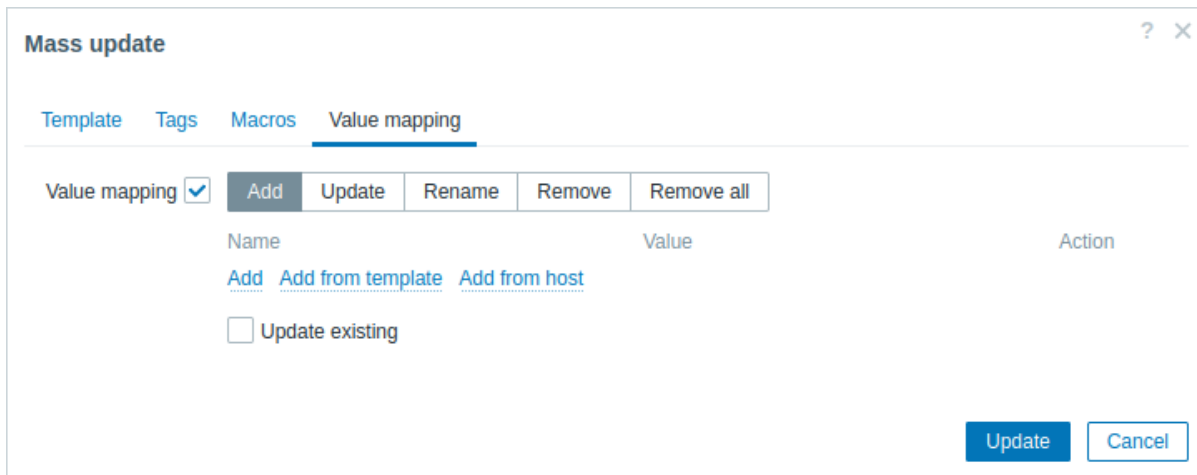 Mass update ?
Template Tags Macros Value mapping
Value mapping Add Update Rename Remove Remove all
Name Value Action
Add Add from template Add from host
Update existing
Update Cancel